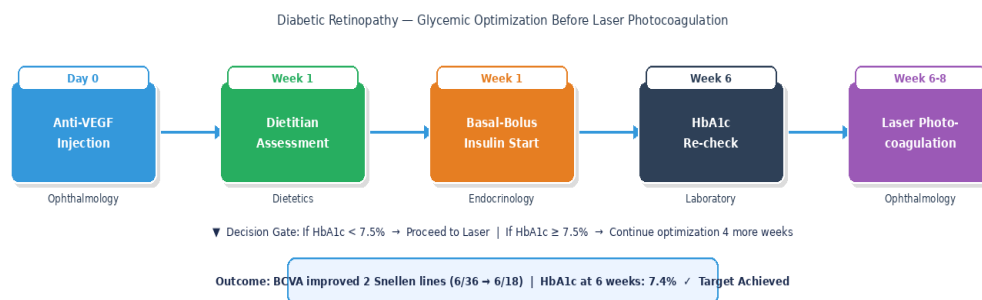 Diabetic Retinopathy — Glycemic Optimization Before Laser Photocoagulation
Day 0
Anti-VEGF
Injection
Ophthalmology
Week 1
Dietitian
Assessment
Dietetics
Week 1
Basal-Bolus
Insulin Start
Endocrinology
Week 6
HbA1c
Re-check
Laboratory
Week 6-8
Laser Photo-
coagulation
Ophthalmology
▼ Decision Gate: If HbA1c < 7.5% → Proceed to Laser | If HbA1c ≥ 7.5% → Continue optimization 4 more weeks
Outcome: BCVA improved 2 Snellen lines (6/36 → 6/18) | HbA1c at 6 weeks: 7.4% ✓ Target Achieved